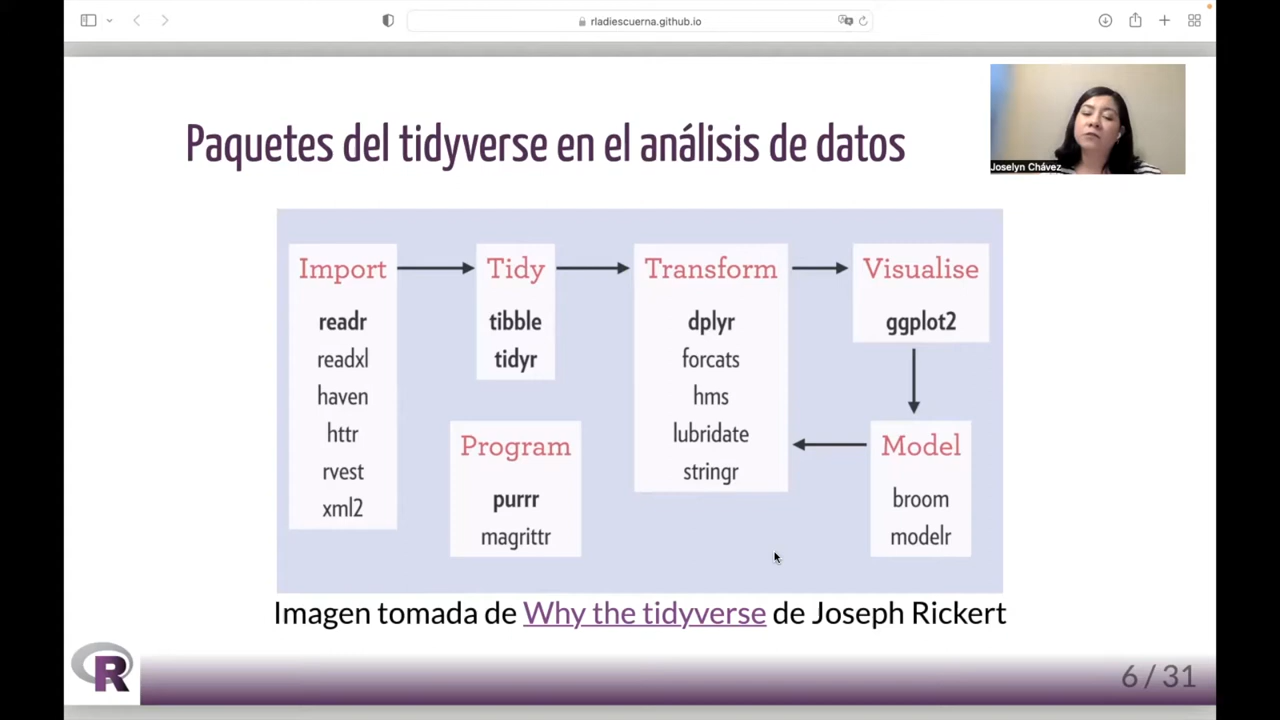 rladiescuerna.github.io
Paquetes del tidyverse en el análisis de datos
Joselyn Chávez
Import
readr
readxl
haven
httr
rvest
xml2
Tidy
tibble
tidyr
Program
purrr
magrittr
Transform
dplyr
forcats
hms
lubridate
stringr
Visualise
ggplot2
Model
broom
modelr
Imagen tomada de Why the tidyverse de Joseph Rickert
R
6 / 31